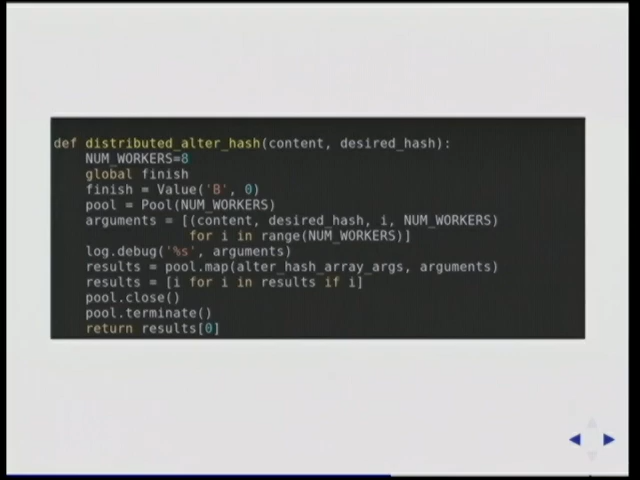 def distributed_alter_hash(content, desired_hash):
    NUM_WORKERS=8
    global finish
    finish = Value('B', 0)
    pool = Pool(NUM_WORKERS)
    arguments = [(content, desired_hash, i, NUM_WORKERS)
                 for i in range(NUM_WORKERS)]
    log.debug('%s', arguments)
    results = pool.map(alter_hash_array_args, arguments)
    results = [i for i in results if i]
    pool.close()
    pool.terminate()
    return results[0]